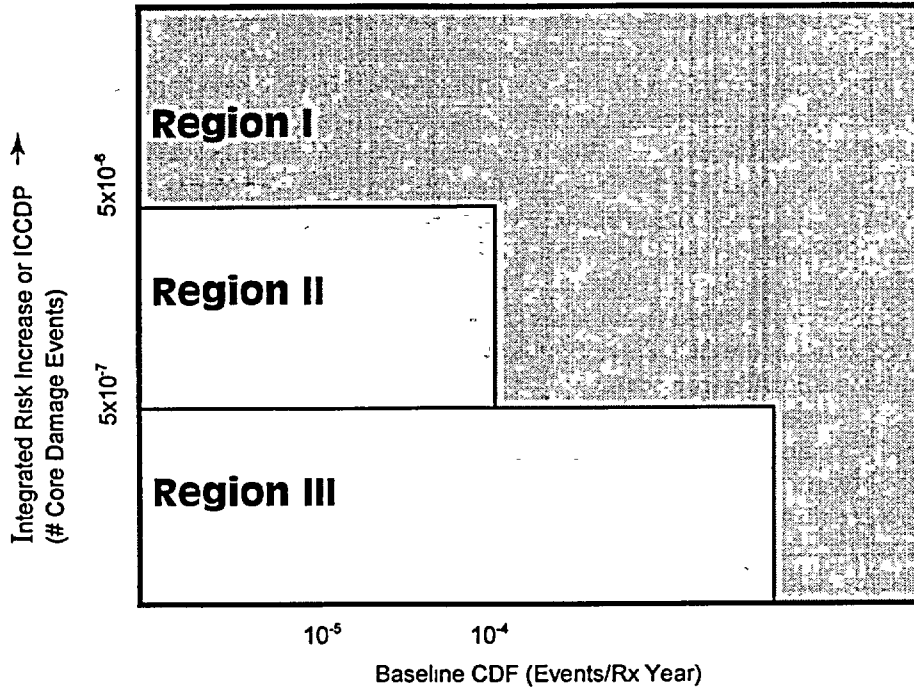 Region I
Region II
Region III
Integrated Risk Increase or ICCDP →
(# Core Damage Events)
5x10⁻⁶
5x10⁻⁷
10⁻⁵
10⁻⁴
Baseline CDF (Events/Rx Year)